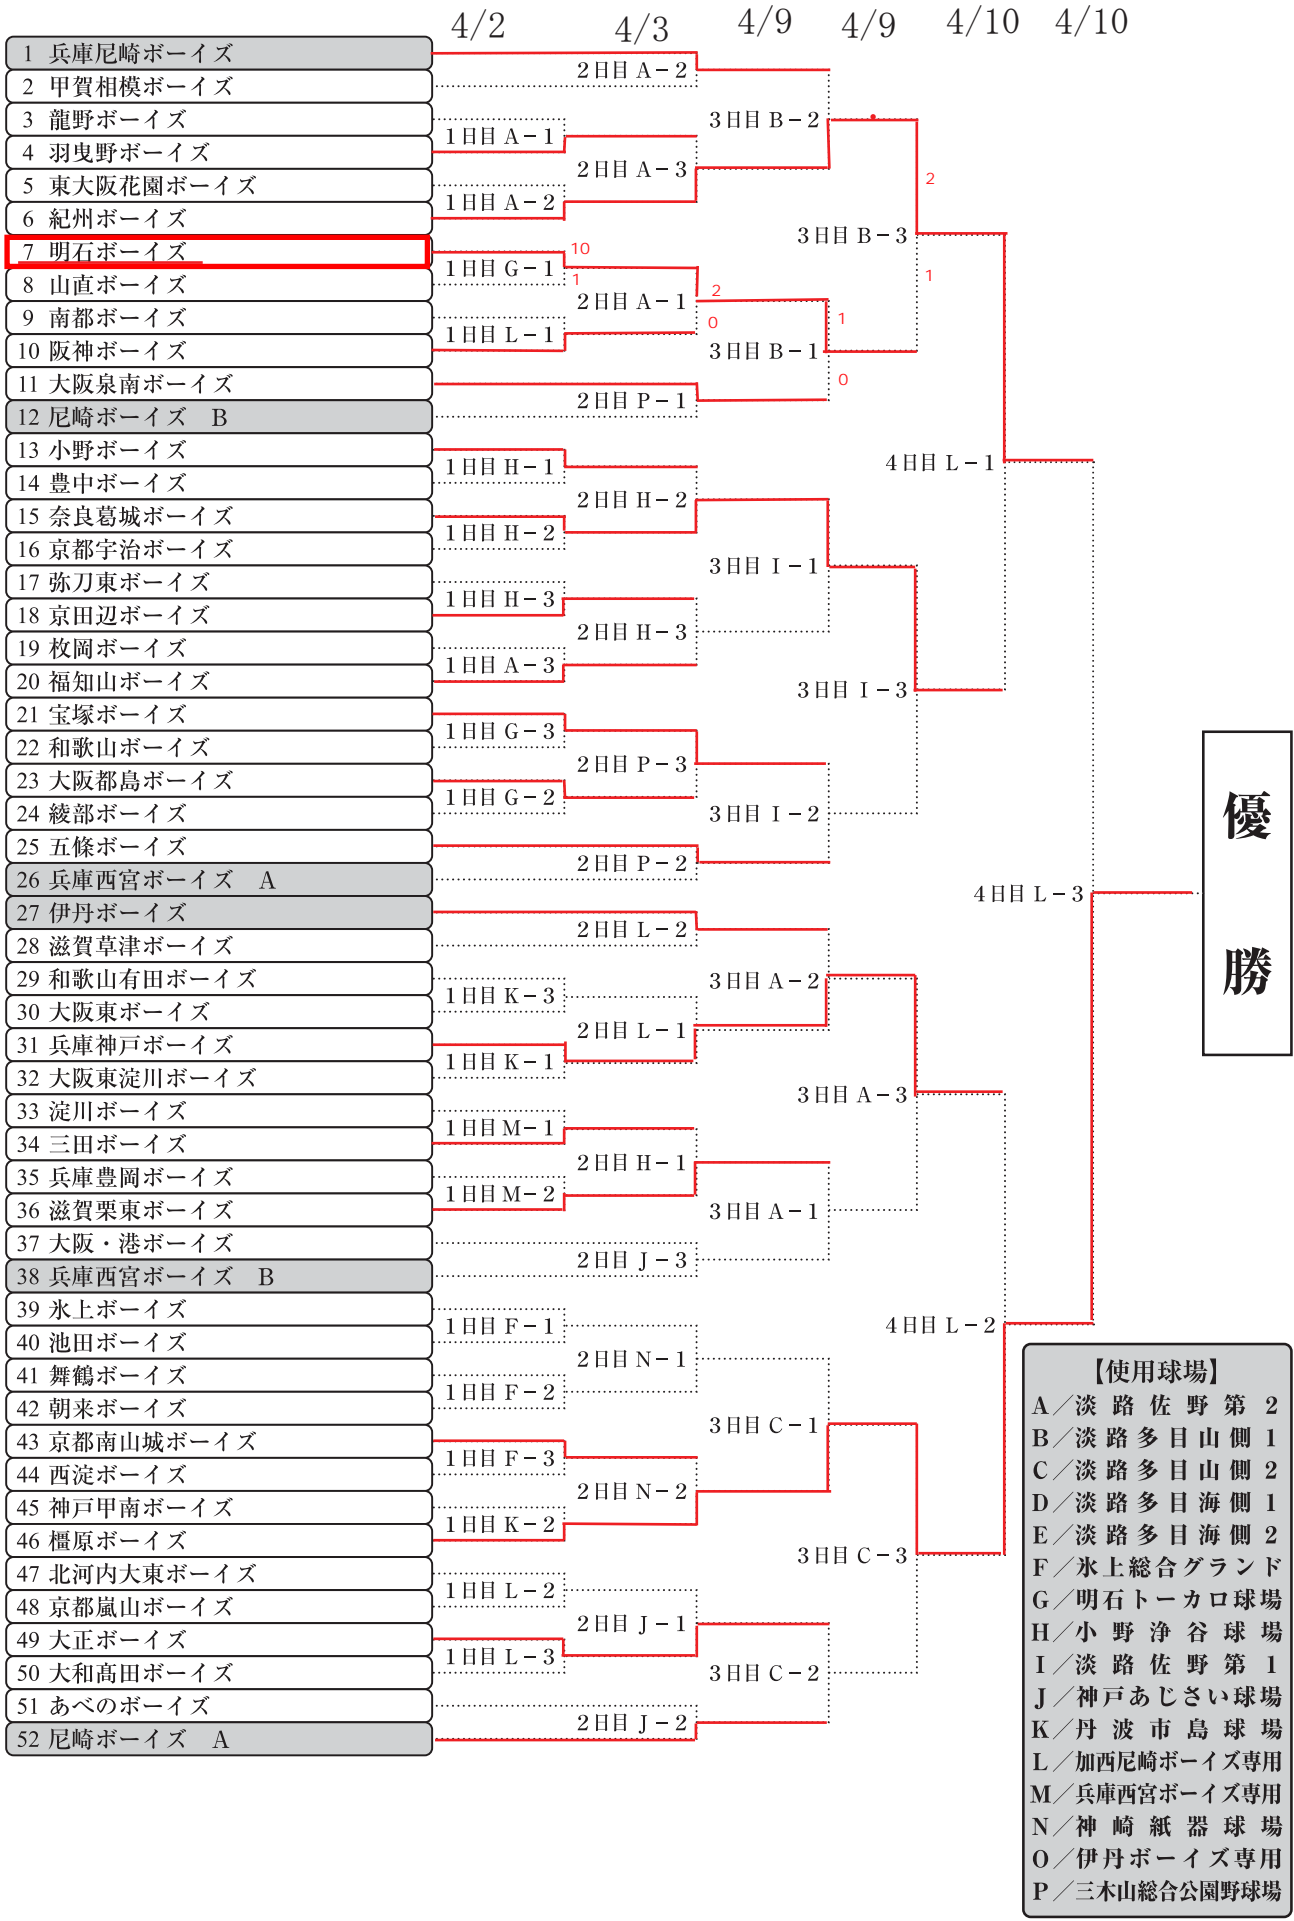 4/2 4/3 4/9 4/9 4/10 4/10
1 兵庫尼崎ボーイズ
2 甲賀相模ボーイズ
3 龍野ボーイズ
4 羽曳野ボーイズ
5 東大阪花園ボーイズ
6 紀州ボーイズ
7 明石ボーイズ
8 山直ボーイズ
9 南都ボーイズ
10 阪神ボーイズ
11 大阪泉南ボーイズ
12 尼崎ボーイズ B
13 小野ボーイズ
14 豊中ボーイズ
15 奈良葛城ボーイズ
16 京都宇治ボーイズ
17 弥刀東ボーイズ
18 京田辺ボーイズ
19 枚岡ボーイズ
20 福知山ボーイズ
21 宝塚ボーイズ
22 和歌山ボーイズ
23 大阪都島ボーイズ
24 綾部ボーイズ
25 五條ボーイズ
26 兵庫西宮ボーイズ A
27 伊丹ボーイズ
28 滋賀草津ボーイズ
29 和歌山有田ボーイズ
30 大阪東ボーイズ
31 兵庫神戸ボーイズ
32 大阪東淀川ボーイズ
33 淀川ボーイズ
34 三田ボーイズ
35 兵庫豊岡ボーイズ
36 滋賀栗東ボーイズ
37 大阪・港ボーイズ
38 兵庫西宮ボーイズ B
39 氷上ボーイズ
40 池田ボーイズ
41 舞鶴ボーイズ
42 朝来ボーイズ
43 京都南山城ボーイズ
44 西淀ボーイズ
45 神戸甲南ボーイズ
46 橿原ボーイズ
47 北河内大東ボーイズ
48 京都嵐山ボーイズ
49 大正ボーイズ
50 大和髙田ボーイズ
51 あべのボーイズ
52 尼崎ボーイズ A
1日目 A-1
1日目 A-2
1日目 G-1
10
1
1日目 L-1
1日目 H-1
1日目 H-2
1日目 H-3
1日目 A-3
1日目 G-3
1日目 G-2
1日目 K-3
1日目 K-1
1日目 M-1
1日目 M-2
1日目 F-1
1日目 F-2
1日目 F-3
1日目 K-2
1日目 L-2
1日目 L-3
2日目 A-2
2日目 A-3
2日目 A-1
2
0
2日目 P-1
2日目 H-2
2日目 H-3
2日目 P-3
2日目 P-2
2日目 L-2
2日目 L-1
2日目 H-1
2日目 J-3
2日目 N-1
2日目 N-2
2日目 J-1
2日目 J-2
3日目 B-2
3日目 B-1
1
0
3日目 I-1
3日目 I-2
3日目 A-2
3日目 A-1
3日目 C-1
3日目 C-2
2
3日目 B-3
1
3日目 I-3
3日目 A-3
3日目 C-3
4日目 L-1
4日目 L-2
4日目 L-3
優勝
【使用球場】
A/淡路佐野第2
B/淡路多目山側1
C/淡路多目山側2
D/淡路多目海側1
E/淡路多目海側2
F/氷上総合グランド
G/明石トーカロ球場
H/小野浄谷球場
I/淡路佐野第1
J/神戸あじさい球場
K/丹波市島球場
L/加西尼崎ボーイズ専用
M/兵庫西宮ボーイズ専用
N/神崎紙器球場
O/伊丹ボーイズ専用
P/三木山総合公園野球場